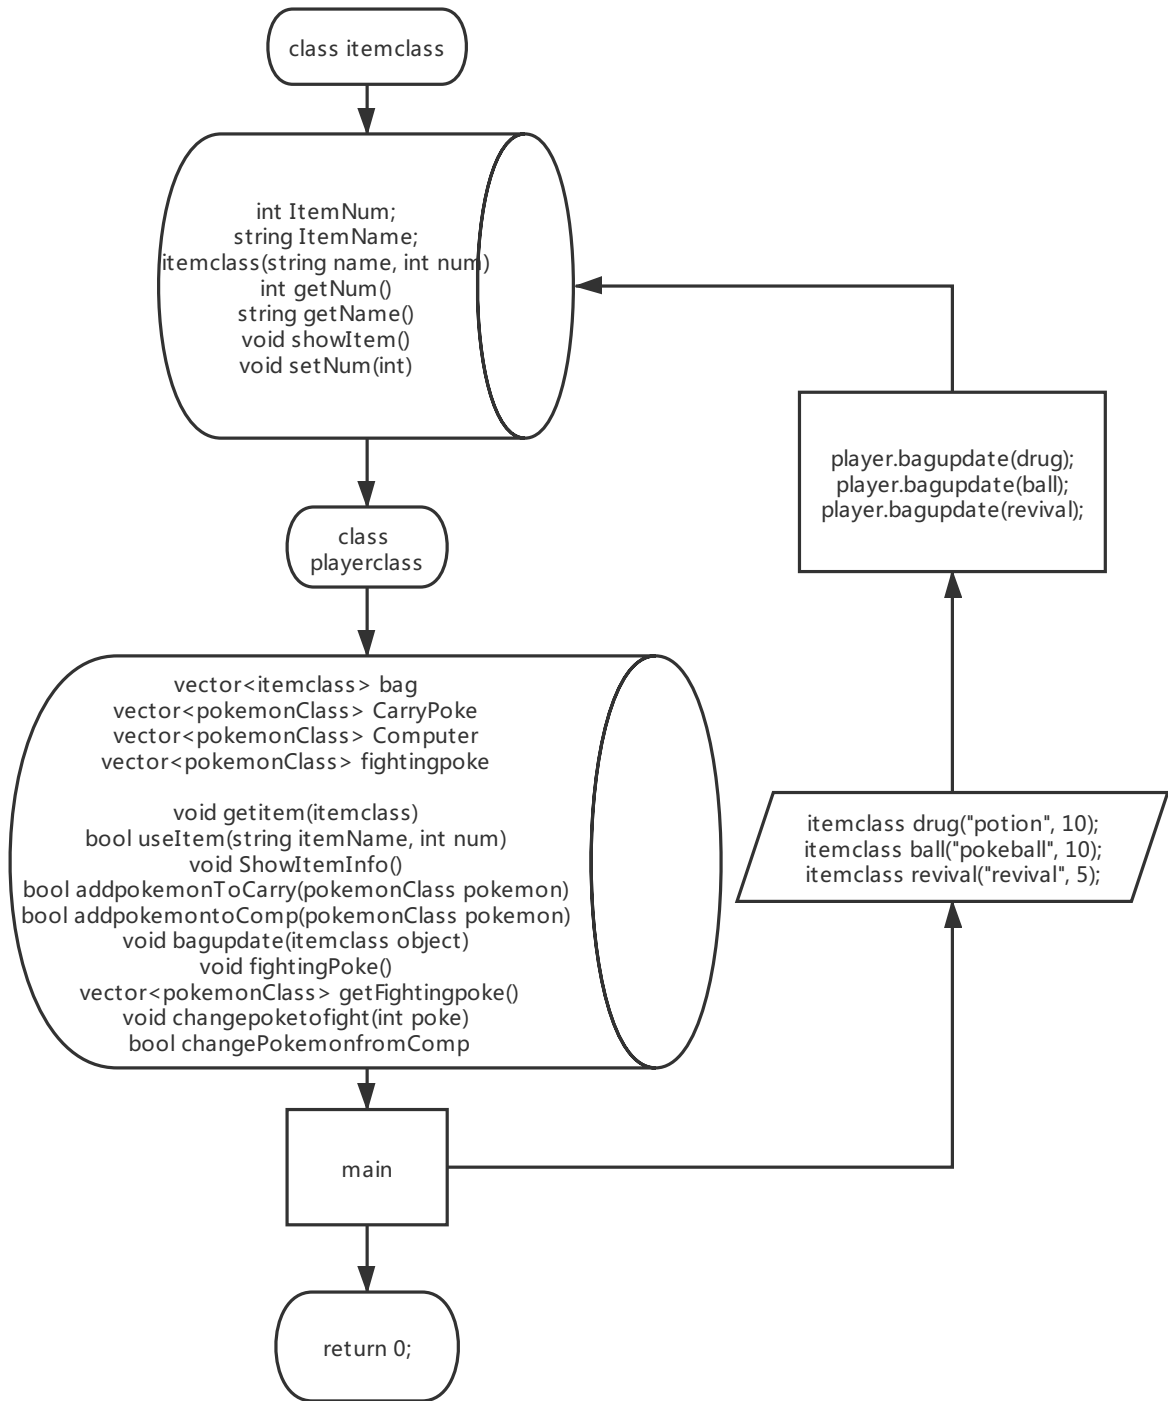 class itemclass
int ItemNum;
string ItemName;
itemclass(string name, int num)
int getNum()
string getName()
void showItem()
void setNum(int)
class
playerclass
vector<itemclass> bag
vector<pokemonClass> CarryPoke
vector<pokemonClass> Computer
vector<pokemonClass> fightingpoke
void getitem(itemclass)
bool useItem(string itemName, int num)
void ShowItemInfo()
bool addpokemonToCarry(pokemonClass pokemon)
bool addpokemontoComp(pokemonClass pokemon)
void bagupdate(itemclass object)
void fightingPoke()
vector<pokemonClass> getFightingpoke()
void changepoketofight(int poke)
bool changePokemonfromComp
main
return 0;
itemclass drug("potion", 10);
itemclass ball("pokeball", 10);
itemclass revival("revival", 5);
player.bagupdate(drug);
player.bagupdate(ball);
player.bagupdate(revival);